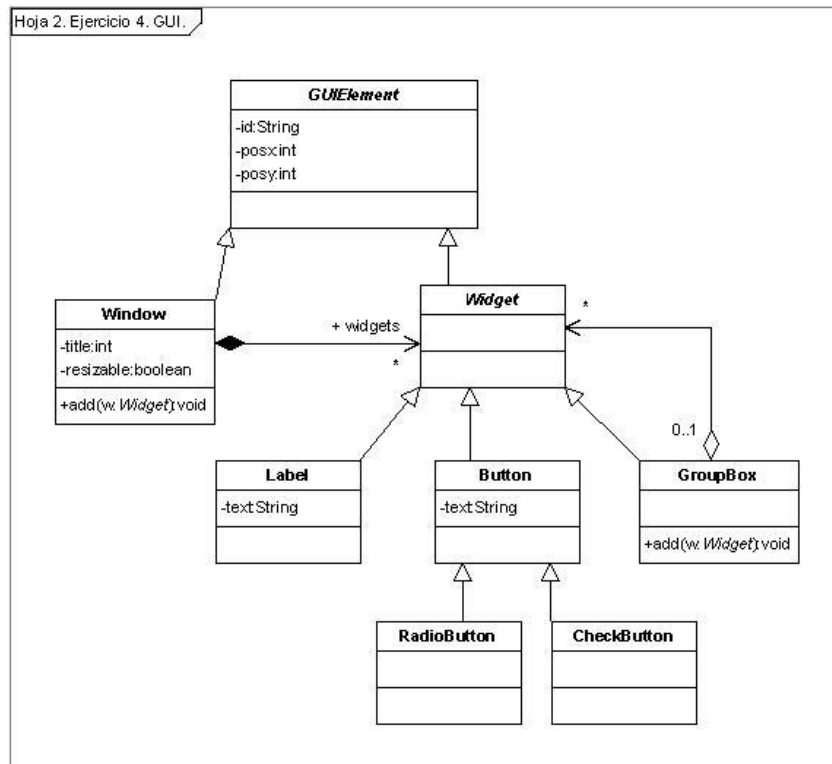 Hoja 2. Ejercicio 4. GUI.
GUIElement
-id:String
-posx:int
-posy:int
Window
-title:int
-resizable:boolean
+add(w:Widget):void
+ widgets
*
Widget
*
0..1
Label
-text:String
Button
-text:String
GroupBox
+add(w:Widget):void
RadioButton
CheckButton